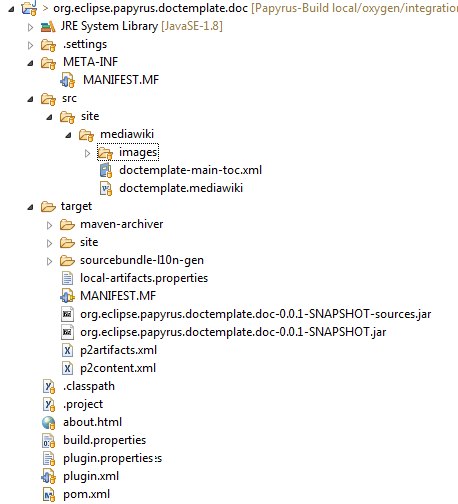 > org.eclipse.papyrus.doctemplate.doc [Papyrus-Build local/oxygen/integration
JRE System Library [JavaSE-1.8]
.settings
META-INF
MANIFEST.MF
src
site
mediawiki
images
doctemplate-main-toc.xml
doctemplate.mediawiki
target
maven-archiver
site
sourcebundle-l10n-gen
local-artifacts.properties
MANIFEST.MF
org.eclipse.papyrus.doctemplate.doc-0.0.1-SNAPSHOT-sources.jar
org.eclipse.papyrus.doctemplate.doc-0.0.1-SNAPSHOT.jar
p2artifacts.xml
p2content.xml
.classpath
.project
about.html
build.properties
plugin.properties
plugin.xml
pom.xml